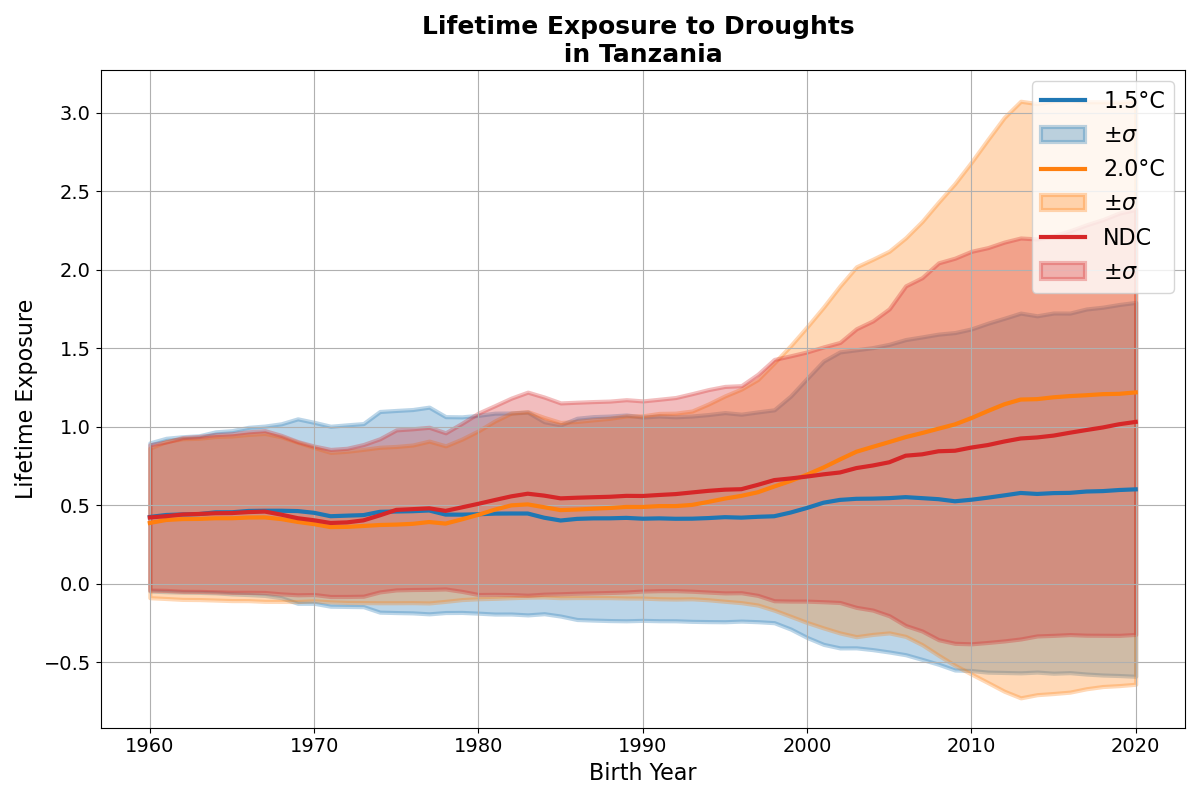 Lifetime Exposure to Droughts
in Tanzania
1.5°C
±σ
2.0°C
±σ
NDC
±σ
Lifetime Exposure
3.0
2.5
2.0
1.5
1.0
0.5
0.0
−0.5
1960
1970
1980
1990
2000
2010
2020
Birth Year